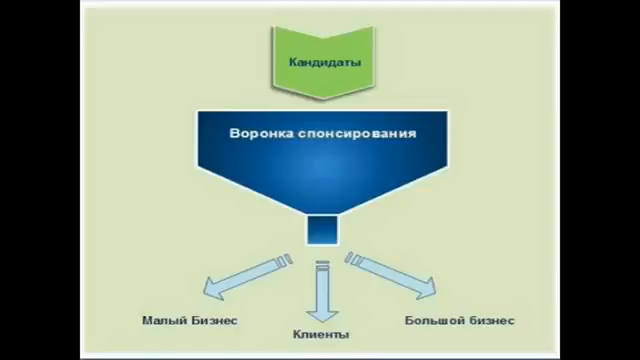 Кандидаты
Воронка спонсирования
Малый Бизнес
Клиенты
Большой бизнес